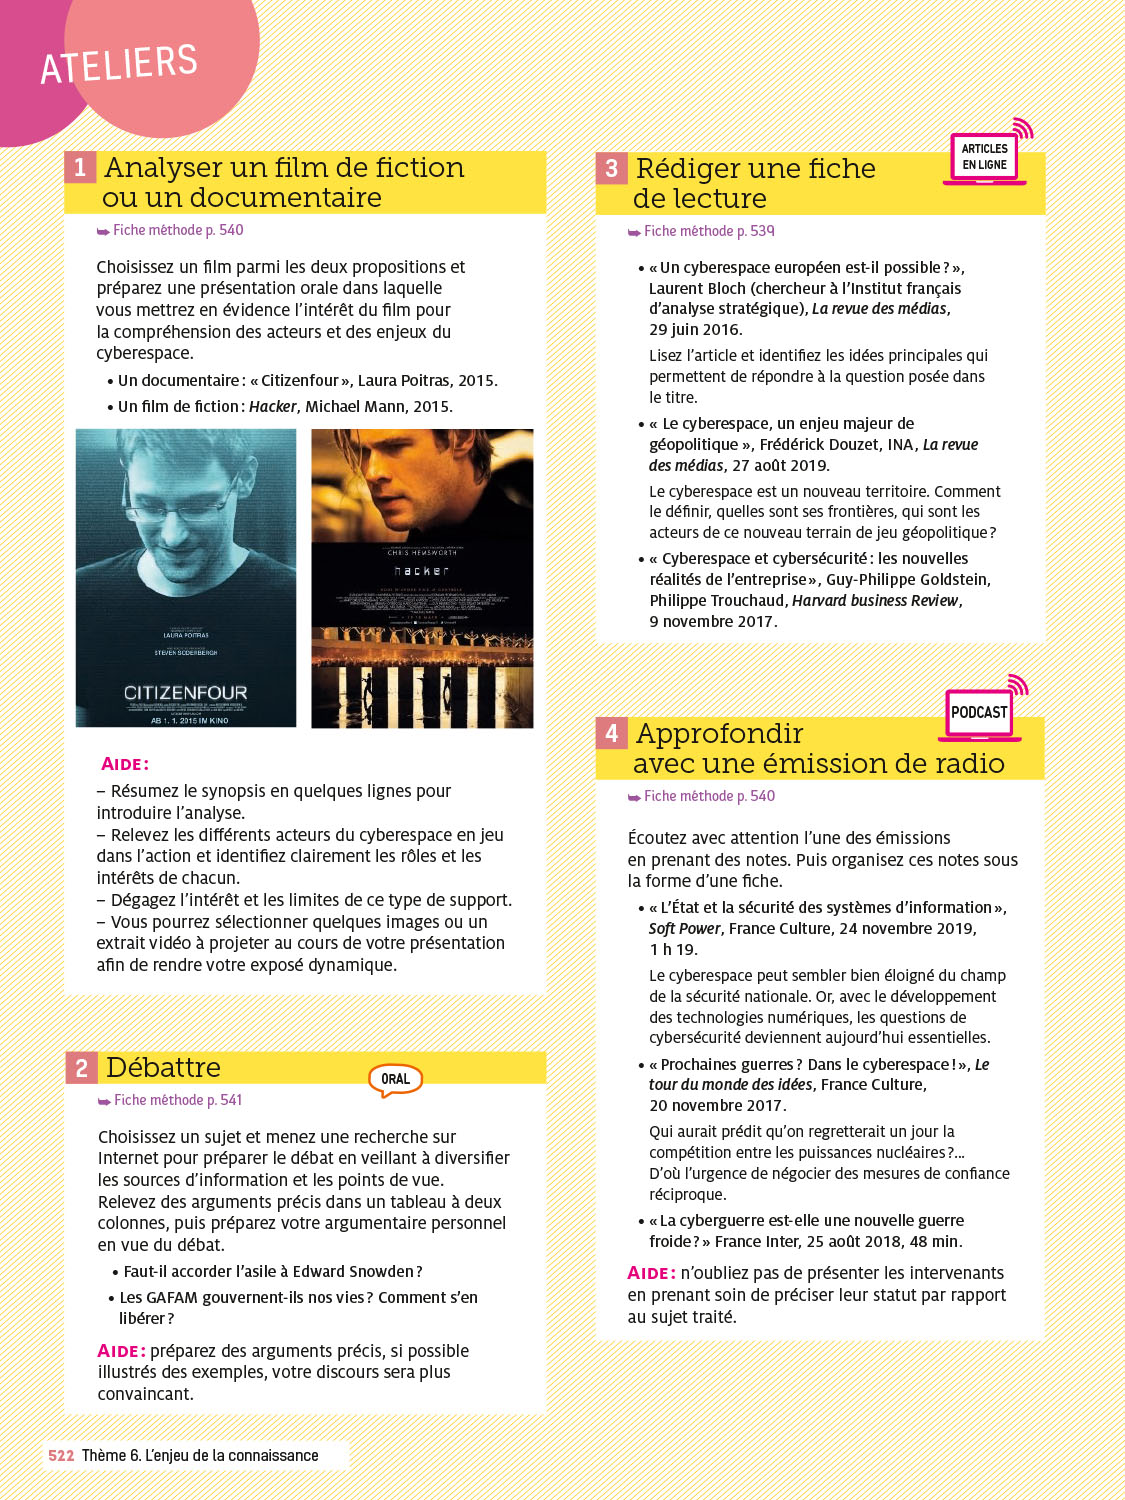 ATELIERS
1 Analyser un film de fiction
ou un documentaire
➥ Fiche méthode p. 540
Choisissez un film parmi les deux propositions et
préparez une présentation orale dans laquelle
vous mettrez en évidence l'intérêt du film pour
la compréhension des acteurs et des enjeux du
cyberespace.
• Un documentaire : « Citizenfour », Laura Poitras, 2015.
• Un film de fiction : Hacker, Michael Mann, 2015.
LAURA POITRAS
STEVEN SODERBERGH
CITIZENFOUR
AB 1. 1. 2015 IM KINO
CHRIS HEMSWORTH
hacker
AIDE :
– Résumez le synopsis en quelques lignes pour
introduire l'analyse.
– Relevez les différents acteurs du cyberespace en jeu
dans l'action et identifiez clairement les rôles et les
intérêts de chacun.
– Dégagez l'intérêt et les limites de ce type de support.
– Vous pourrez sélectionner quelques images ou un
extrait vidéo à projeter au cours de votre présentation
afin de rendre votre exposé dynamique.
2 Débattre
ORAL
➥ Fiche méthode p. 541
Choisissez un sujet et menez une recherche sur
Internet pour préparer le débat en veillant à diversifier
les sources d'information et les points de vue.
Relevez des arguments précis dans un tableau à deux
colonnes, puis préparez votre argumentaire personnel
en vue du débat.
• Faut-il accorder l'asile à Edward Snowden ?
• Les GAFAM gouvernent-ils nos vies ? Comment s'en
libérer ?
AIDE : préparez des arguments précis, si possible
illustrés des exemples, votre discours sera plus
convaincant.
3 Rédiger une fiche
de lecture
ARTICLES
EN LIGNE
➥ Fiche méthode p. 539
• « Un cyberespace européen est-il possible ? »,
Laurent Bloch (chercheur à l'Institut français
d'analyse stratégique), La revue des médias,
29 juin 2016.
Lisez l'article et identifiez les idées principales qui
permettent de répondre à la question posée dans
le titre.
• « Le cyberespace, un enjeu majeur de
géopolitique », Frédérick Douzet, INA, La revue
des médias, 27 août 2019.
Le cyberespace est un nouveau territoire. Comment
le définir, quelles sont ses frontières, qui sont les
acteurs de ce nouveau terrain de jeu géopolitique ?
• « Cyberespace et cybersécurité : les nouvelles
réalités de l'entreprise », Guy-Philippe Goldstein,
Philippe Trouchaud, Harvard business Review,
9 novembre 2017.
4 Approfondir
avec une émission de radio
PODCAST
➥ Fiche méthode p. 540
Écoutez avec attention l'une des émissions
en prenant des notes. Puis organisez ces notes sous
la forme d'une fiche.
• « L'État et la sécurité des systèmes d'information »,
Soft Power, France Culture, 24 novembre 2019,
1 h 19.
Le cyberespace peut sembler bien éloigné du champ
de la sécurité nationale. Or, avec le développement
des technologies numériques, les questions de
cybersécurité deviennent aujourd'hui essentielles.
• « Prochaines guerres ? Dans le cyberespace ! », Le
tour du monde des idées, France Culture,
20 novembre 2017.
Qui aurait prédit qu'on regretterait un jour la
compétition entre les puissances nucléaires ?...
D'où l'urgence de négocier des mesures de confiance
réciproque.
• « La cyberguerre est-elle une nouvelle guerre
froide ? » France Inter, 25 août 2018, 48 min.
AIDE : n'oubliez pas de présenter les intervenants
en prenant soin de préciser leur statut par rapport
au sujet traité.
522 Thème 6. L'enjeu de la connaissance